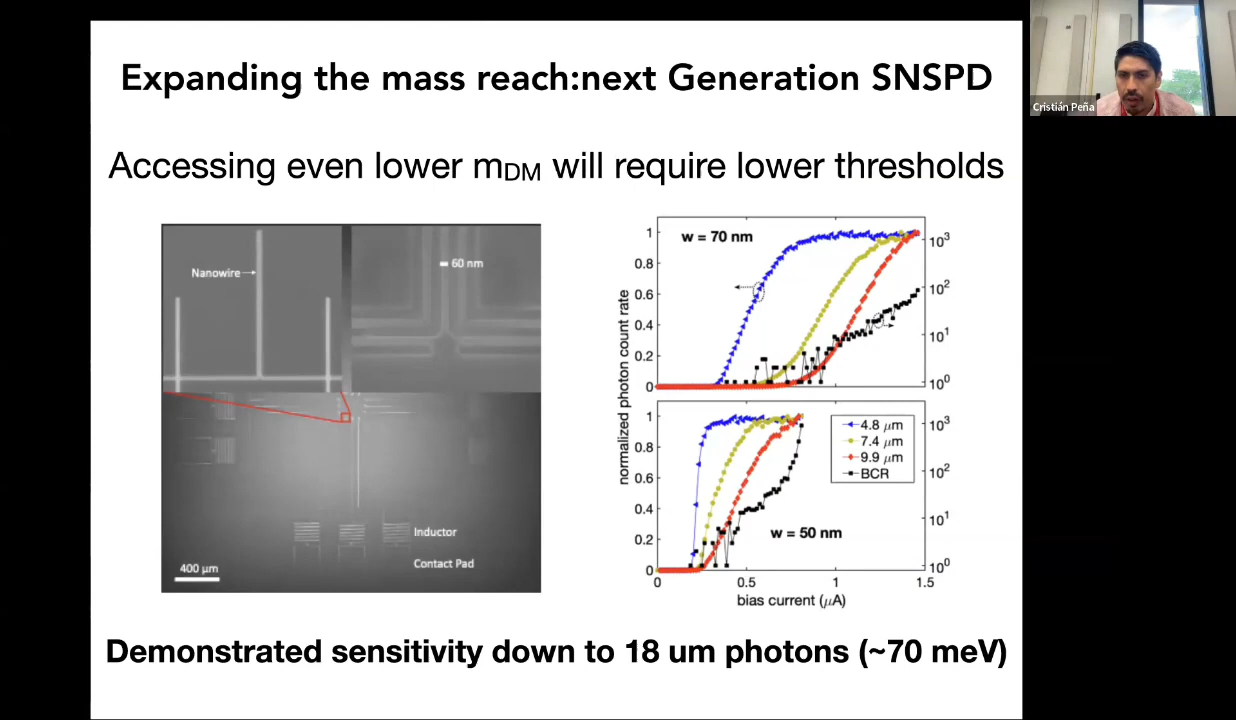 Expanding the mass reach:next Generation SNSPD
Cristián Peña
Accessing even lower mDM will require lower thresholds
Nanowire
60 nm
400 μm
Inductor
Contact Pad
normalized photon count rate
w = 70 nm
1
0.8
0.6
0.4
0.2
0
10³
10²
10¹
10⁰
1
0.8
0.6
0.4
0.2
0
4.8 μm
7.4 μm
9.9 μm
BCR
w = 50 nm
10³
10²
10¹
10⁰
0 0.5 1 1.5
bias current (μA)
Demonstrated sensitivity down to 18 um photons (~70 meV)